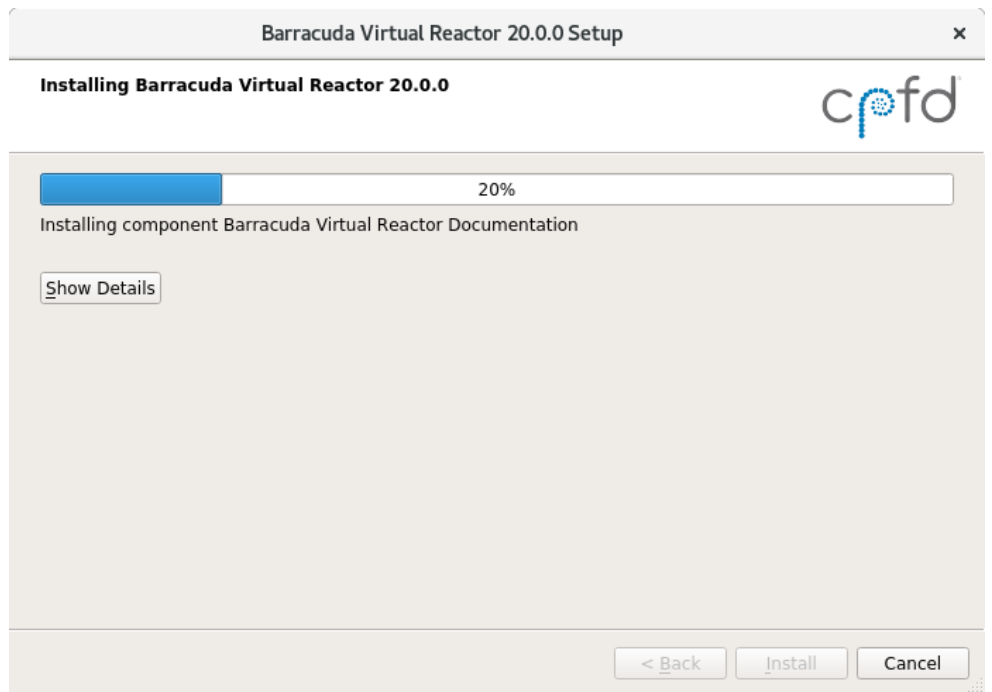 Barracuda Virtual Reactor 20.0.0 Setup
Installing Barracuda Virtual Reactor 20.0.0
cpfd
20%
Installing component Barracuda Virtual Reactor Documentation
Show Details
< Back Install Cancel